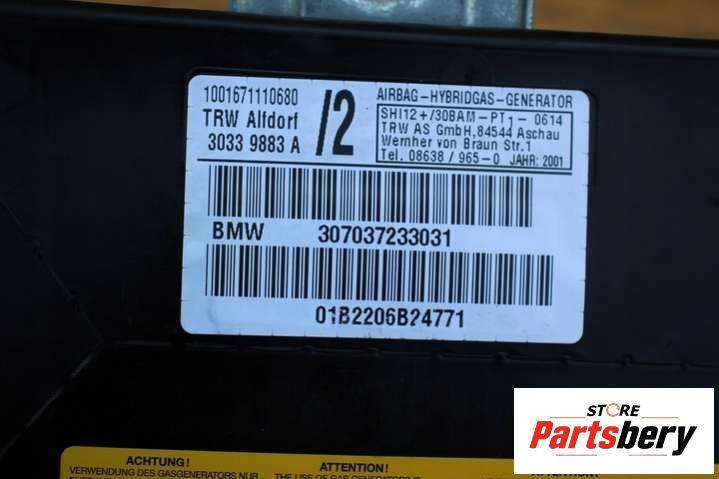 1001671110680
TRW Alfdorf
3033 9883 A
/2
AIRBAG-HYBRIDGAS-GENERATOR
SHI12+/30BAM-PT1-0614
TRW AS GmbH,84544 Aschau
Wernher von Braun Str.1
Tel. 08638/965-0 JAHR: 2001
BMW 307037233031
01B2206B24771
ACHTUNG!
VERWENDUNG DES GASGENERATORS NUR
ATTENTION!
THE USE OF GAS GENERATORS
ATTENTION!
STORE
Partsbery